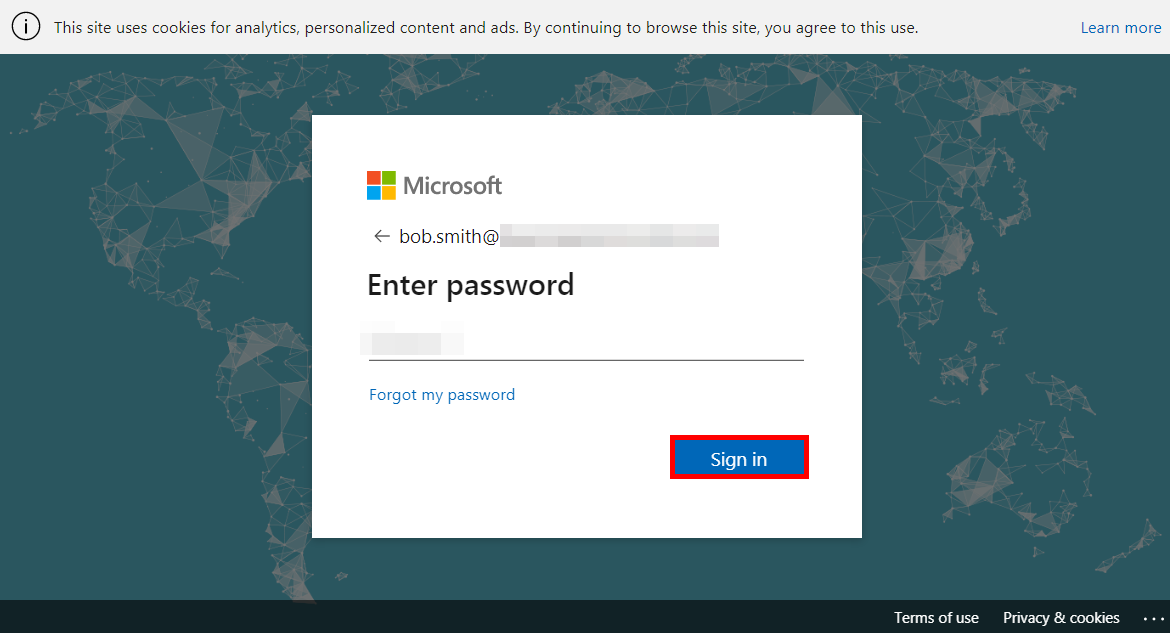 This site uses cookies for analytics, personalized content and ads. By continuing to browse this site, you agree to this use.
Learn more
Microsoft
bob.smith@
Enter password
Forgot my password
Sign in
Terms of use
Privacy & cookies
...